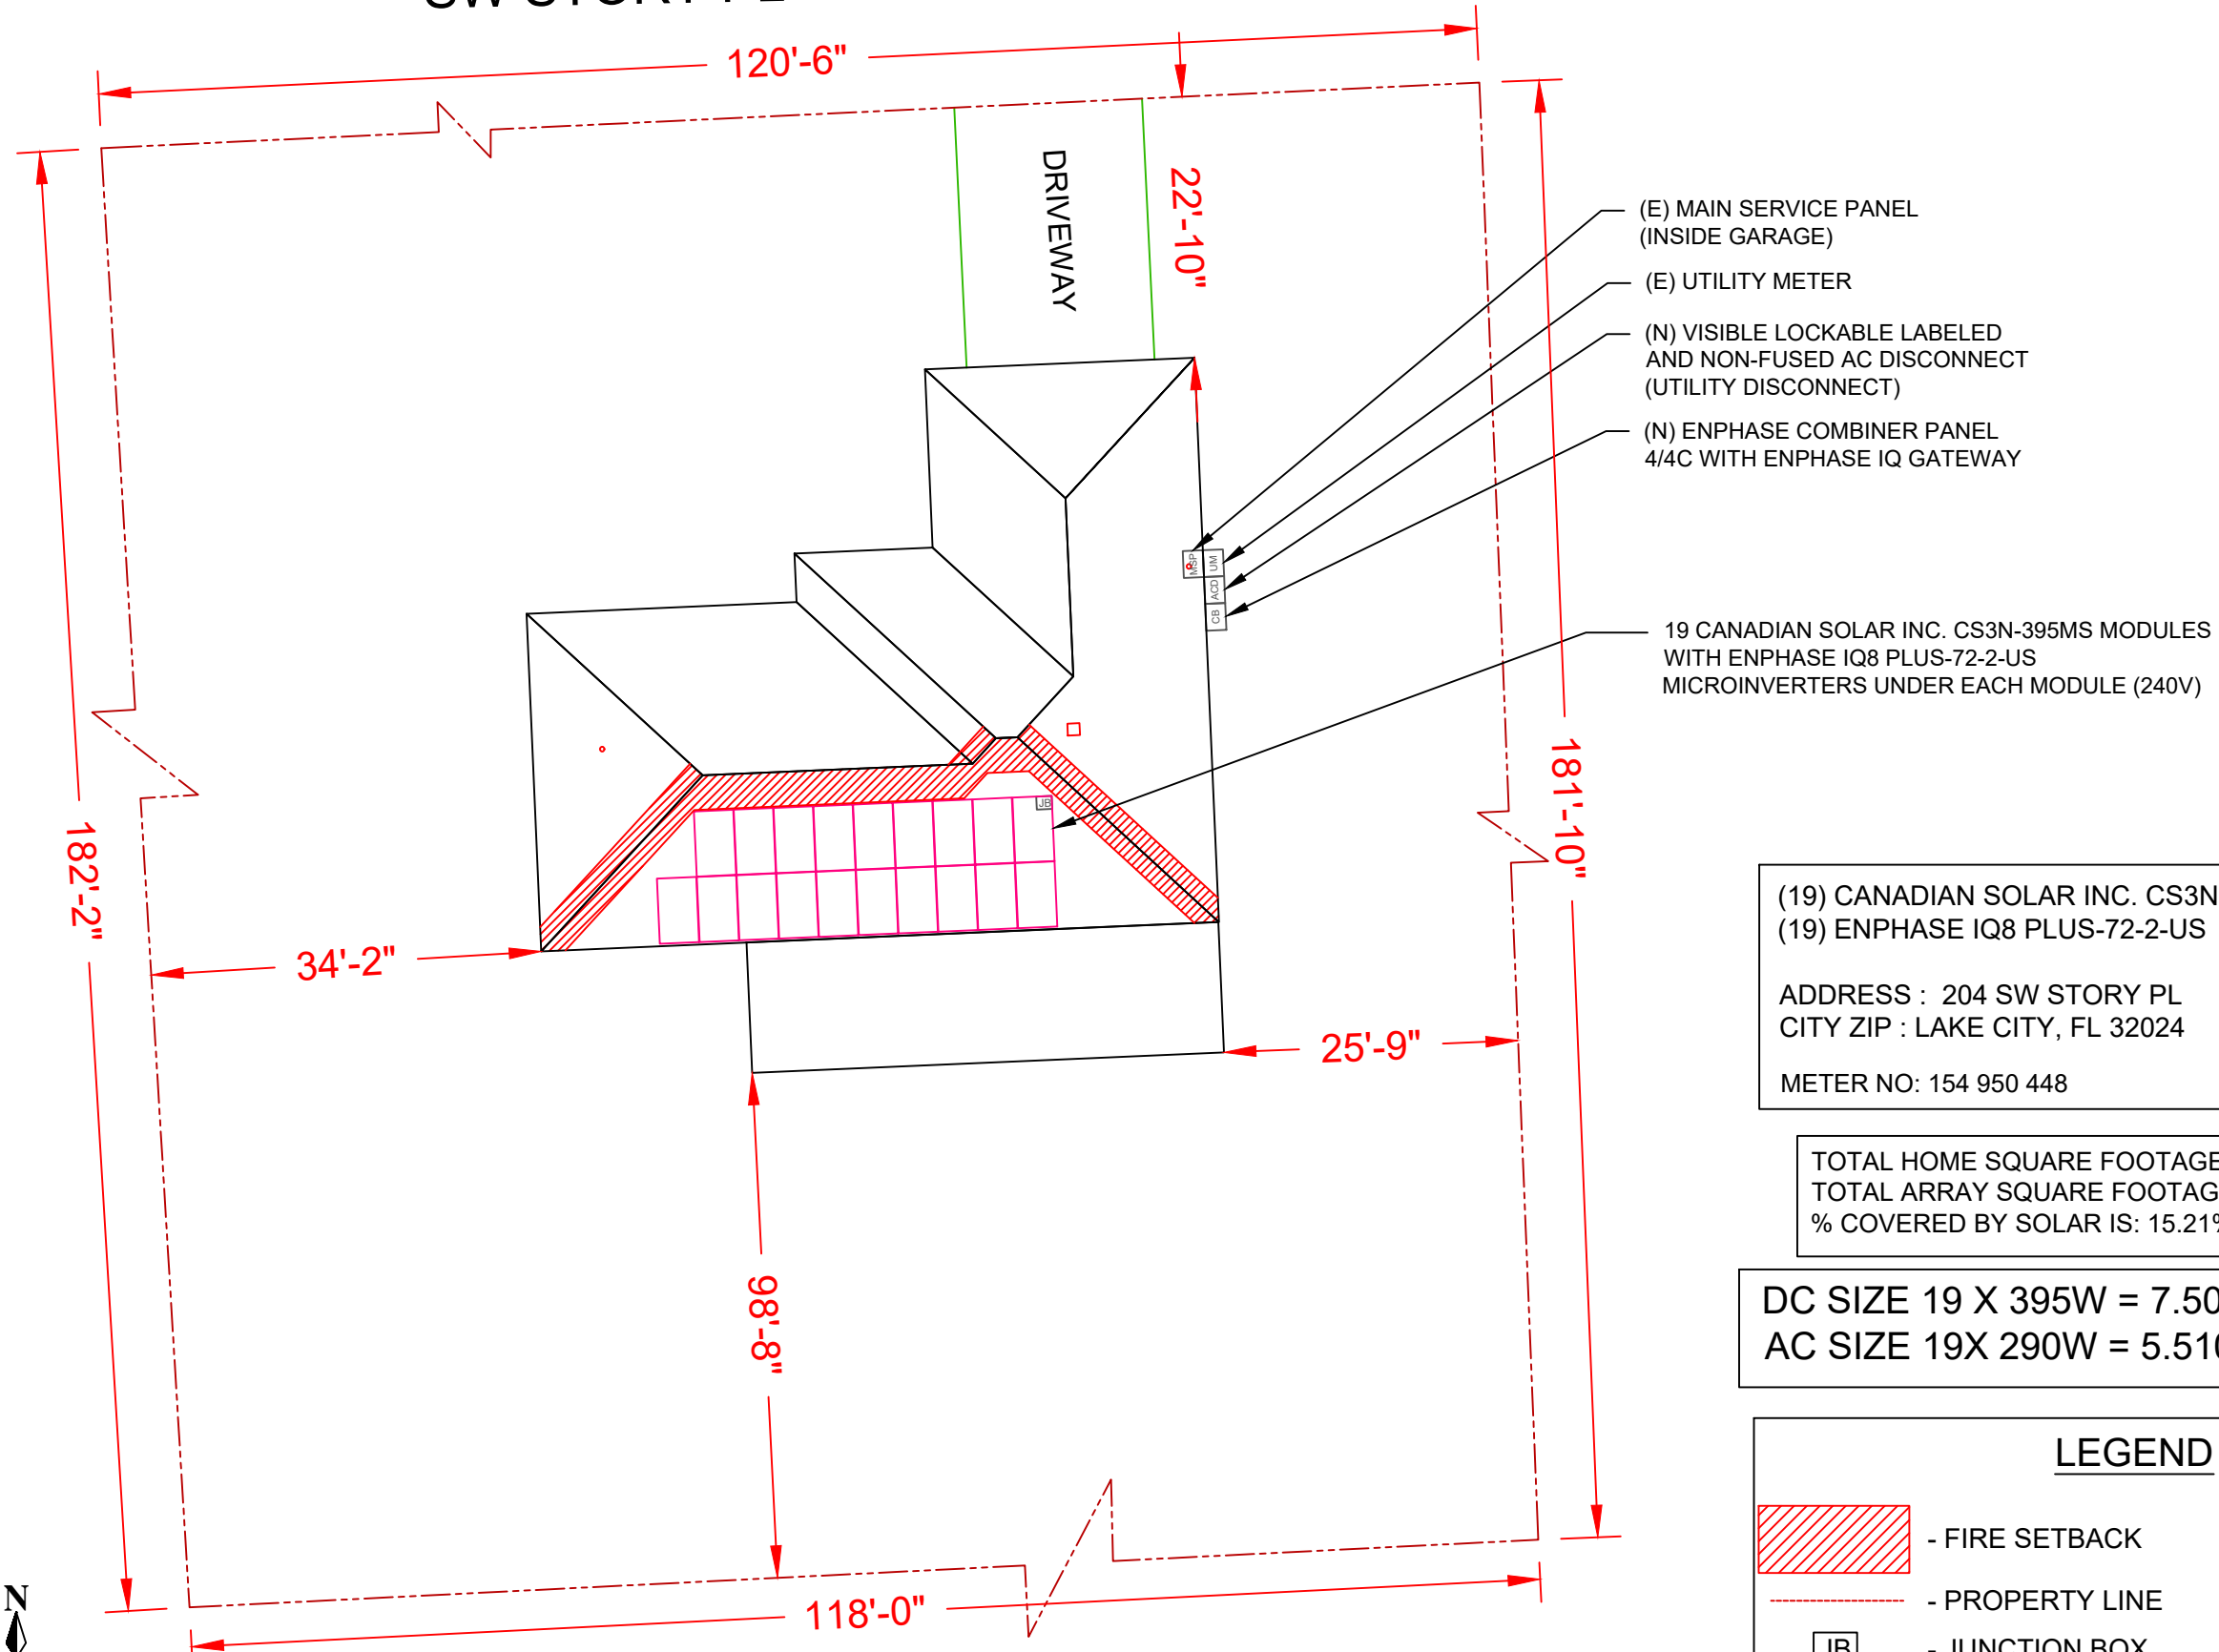 120'-6"
22'-10"
DRIVEWAY
(E) MAIN SERVICE PANEL
(INSIDE GARAGE)
(E) UTILITY METER
(N) VISIBLE LOCKABLE LABELED
AND NON-FUSED AC DISCONNECT
(UTILITY DISCONNECT)
(N) ENPHASE COMBINER PANEL
4/4C WITH ENPHASE IQ GATEWAY
MSP
UM
ACD
CB
19 CANADIAN SOLAR INC. CS3N-395MS MODULES
WITH ENPHASE IQ8 PLUS-72-2-US
MICROINVERTERS UNDER EACH MODULE (240V)
JB
182'-2"
181'-10"
34'-2"
25'-9"
98'-8"
118'-0"
N
(19) CANADIAN SOLAR INC. CS3N
(19) ENPHASE IQ8 PLUS-72-2-US
ADDRESS : 204 SW STORY PL
CITY ZIP : LAKE CITY, FL 32024
METER NO: 154 950 448
TOTAL HOME SQUARE FOOTAGE
TOTAL ARRAY SQUARE FOOTAG
% COVERED BY SOLAR IS: 15.21%
DC SIZE 19 X 395W = 7.50
AC SIZE 19X 290W = 5.510
LEGEND
- FIRE SETBACK
- PROPERTY LINE
JB - JUNCTION BOX